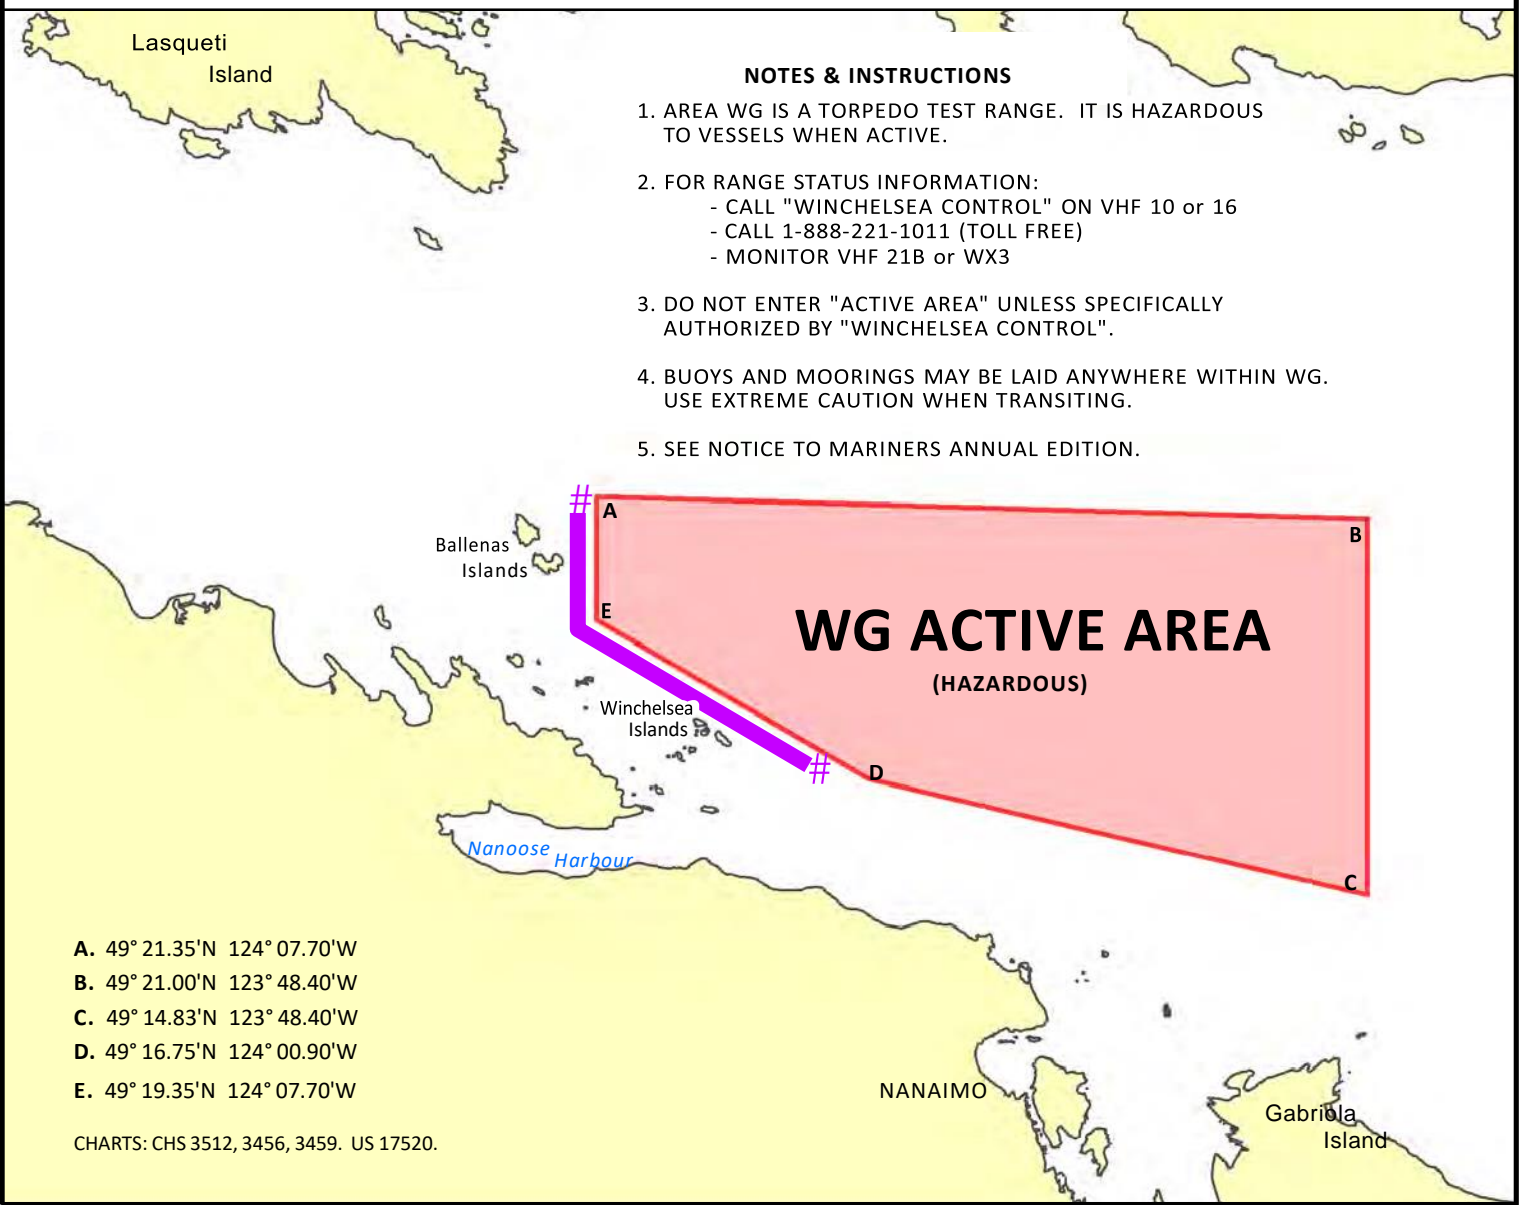 Lasqueti
Island
NOTES & INSTRUCTIONS
1. AREA WG IS A TORPEDO TEST RANGE. IT IS HAZARDOUS
TO VESSELS WHEN ACTIVE.
2. FOR RANGE STATUS INFORMATION:
- CALL "WINCHELSEA CONTROL" ON VHF 10 or 16
- CALL 1-888-221-1011 (TOLL FREE)
- MONITOR VHF 21B or WX3
3. DO NOT ENTER "ACTIVE AREA" UNLESS SPECIFICALLY
AUTHORIZED BY "WINCHELSEA CONTROL".
4. BUOYS AND MOORINGS MAY BE LAID ANYWHERE WITHIN WG.
USE EXTREME CAUTION WHEN TRANSITING.
5. SEE NOTICE TO MARINERS ANNUAL EDITION.
#
A
B
Ballenas
Islands
E
WG ACTIVE AREA
(HAZARDOUS)
Winchelsea
Islands
#
D
C
Nanoose
Harbour
A. 49° 21.35'N 124° 07.70'W
B. 49° 21.00'N 123° 48.40'W
C. 49° 14.83'N 123° 48.40'W
D. 49° 16.75'N 124° 00.90'W
E. 49° 19.35'N 124° 07.70'W
CHARTS: CHS 3512, 3456, 3459. US 17520.
NANAIMO
Gabriola
Island